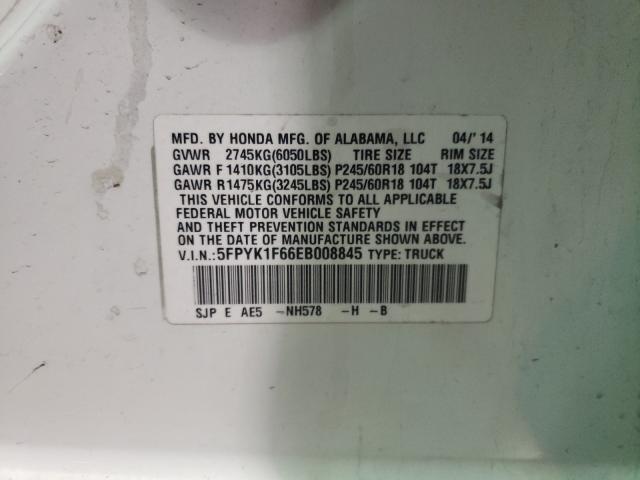 MFD. BY HONDA MFG. OF ALABAMA, LLC 04/'14
GVWR 2745KG(6050LBS) TIRE SIZE RIM SIZE
GAWR F 1410KG(3105LBS) P245/60R18 104T 18X7.5J
GAWR R1475KG(3245LBS) P245/60R18 104T 18X7.5J
THIS VEHICLE CONFORMS TO ALL APPLICABLE
FEDERAL MOTOR VEHICLE SAFETY
AND THEFT PREVENTION STANDARDS IN EFFECT
ON THE DATE OF MANUFACTURE SHOWN ABOVE.
V.I.N.:5FPYK1F66EB008845 TYPE: TRUCK
SJP E AE5 -NH578 -H -B